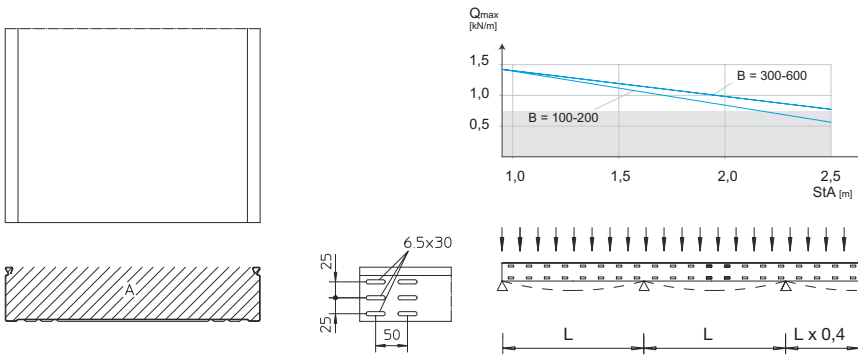 Qmax
[kN/m]
1,5
1,0
0,5
B = 300-600
B = 100-200
1,0
1,5
2,0
2,5
StA [m]
A
6.5x30
25
25
50
L
L
L x 0,4